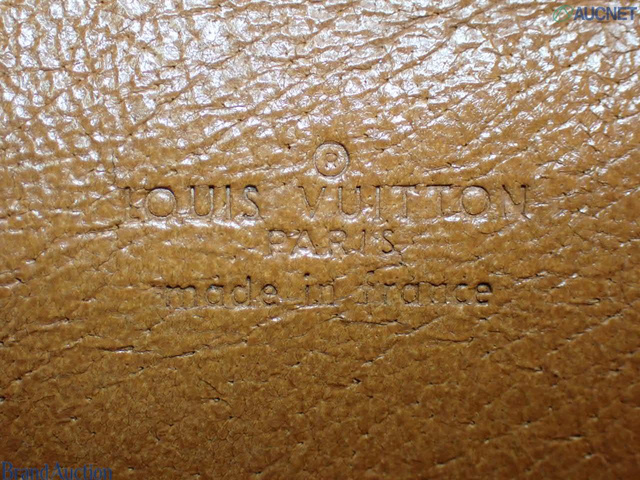 AUCNET
®
LOUIS VUITTON
PARIS
made in france
Brand Auction